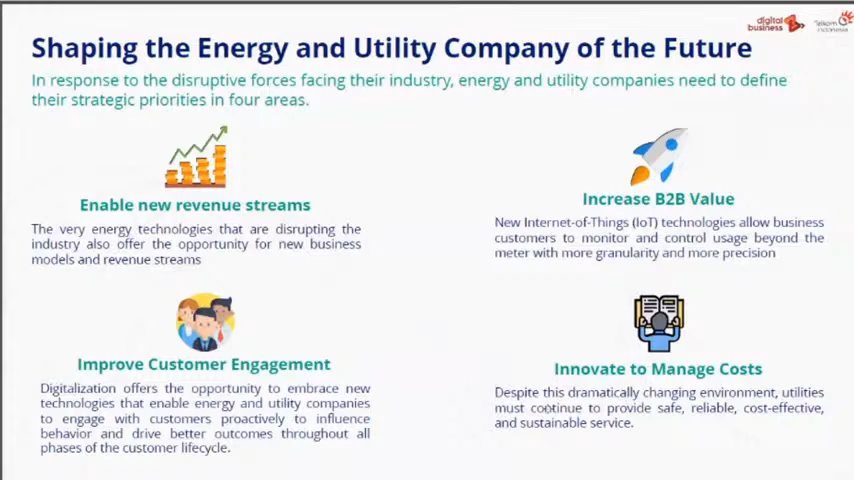 digital
business
Telkom
Indonesia
Shaping the Energy and Utility Company of the Future
In response to the disruptive forces facing their industry, energy and utility companies need to define
their strategic priorities in four areas.
Enable new revenue streams
The very energy technologies that are disrupting the
industry also offer the opportunity for new business
models and revenue streams
Increase B2B Value
New Internet-of-Things (IoT) technologies allow business
customers to monitor and control usage beyond the
meter with more granularity and more precision
Improve Customer Engagement
Digitalization offers the opportunity to embrace new
technologies that enable energy and utility companies
to engage with customers proactively to influence
behavior and drive better outcomes throughout all
phases of the customer lifecycle.
Innovate to Manage Costs
Despite this dramatically changing environment, utilities
must continue to provide safe, reliable, cost-effective,
and sustainable service.